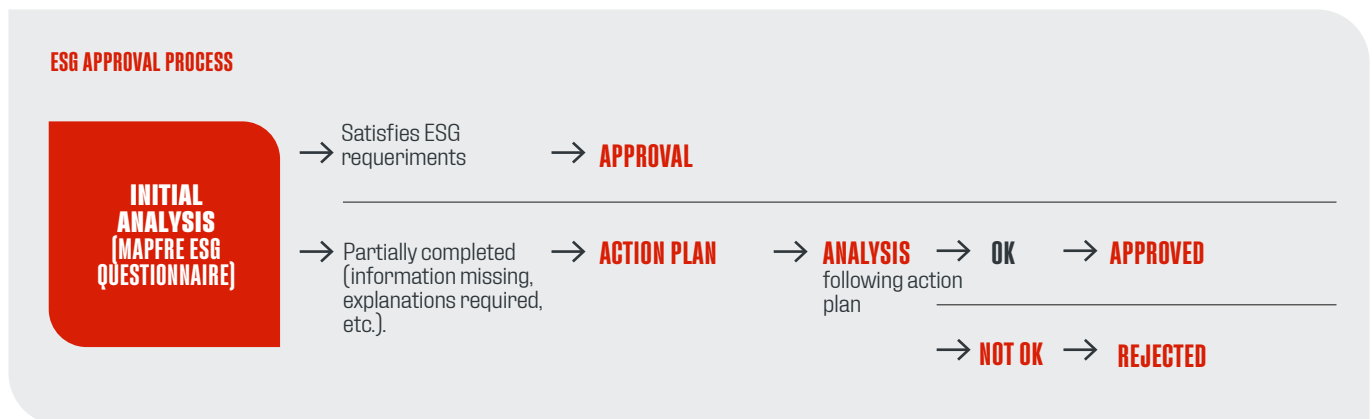 ESG APPROVAL PROCESS
INITIAL
ANALYSIS
(MAPFRE ESG
QUESTIONNAIRE)
Satisfies ESG
requeriments
APPROVAL
Partially completed
(information missing,
explanations required,
etc.).
ACTION PLAN
ANALYSIS
following action
plan
OK
APPROVED
NOT OK
REJECTED